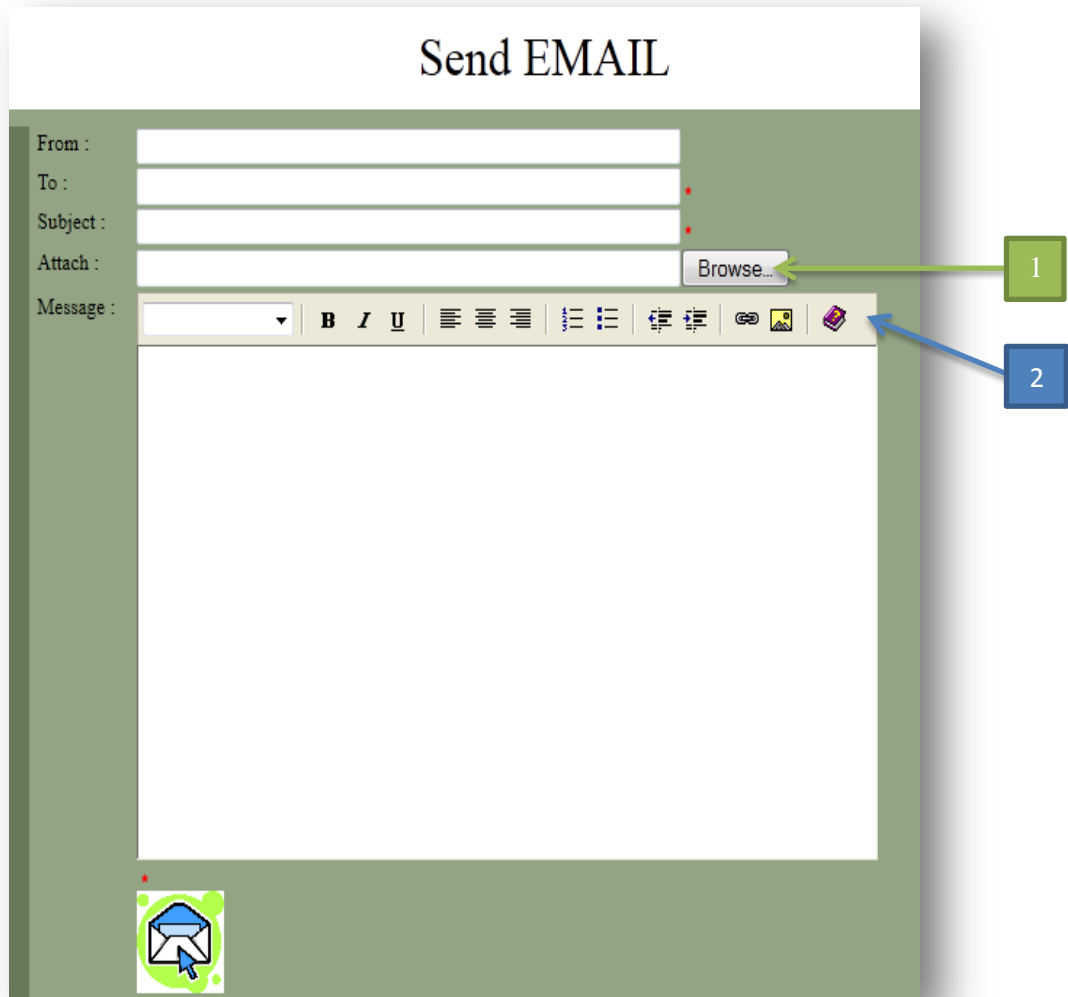 Send EMAIL
From :
To :
*
Subject :
*
Attach :
Browse...
1
Message :
B I U
2
*